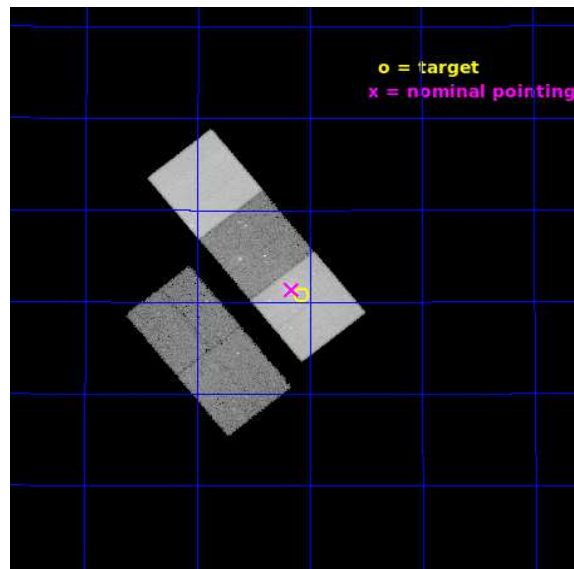 o = target
x = nominal pointing